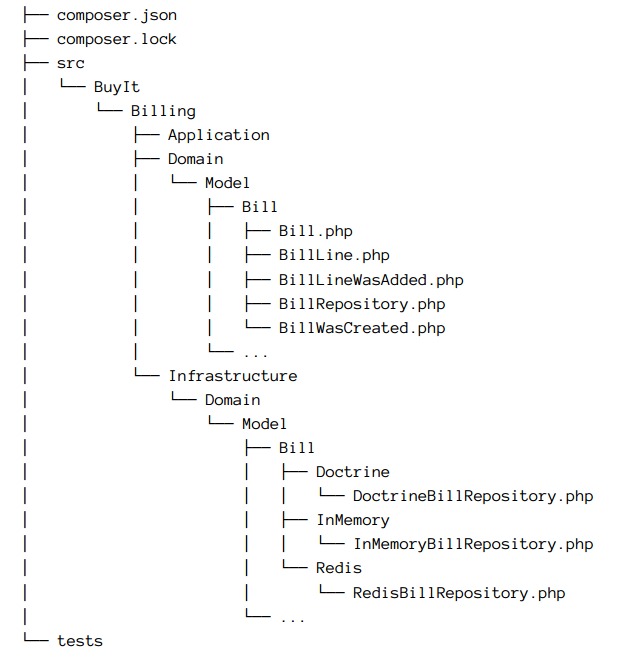 ├── composer.json
├── composer.lock
├── src
│   └── BuyIt
│       └── Billing
│           ├── Application
│           ├── Domain
│           │   └── Model
│           │       ├── Bill
│           │       │   ├── Bill.php
│           │       │   ├── BillLine.php
│           │       │   ├── BillLineWasAdded.php
│           │       │   ├── BillRepository.php
│           │       │   └── BillWasCreated.php
│           │       └── ...
│           └── Infrastructure
│               └── Domain
│                   └── Model
│                       ├── Bill
│                       │   ├── Doctrine
│                       │   │   └── DoctrineBillRepository.php
│                       │   ├── InMemory
│                       │   │   └── InMemoryBillRepository.php
│                       │   └── Redis
│                       │       └── RedisBillRepository.php
│                       └── ...
└── tests